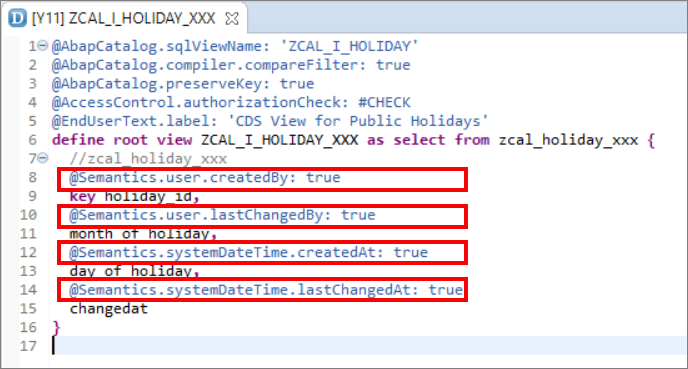 [Y11] ZCAL_I_HOLIDAY_XXX
1 @AbapCatalog.sqlViewName: 'ZCAL_I_HOLIDAY'
2 @AbapCatalog.compiler.compareFilter: true
3 @AbapCatalog.preserveKey: true
4 @AccessControl.authorizationCheck: #CHECK
5 @EndUserText.label: 'CDS View for Public Holidays'
6 define root view ZCAL_I_HOLIDAY_XXX as select from zcal_holiday_xxx {
7 //zcal_holiday_xxx
8 @Semantics.user.createdBy: true
9 key holiday_id,
10 @Semantics.user.lastChangedBy: true
11 month_of_holiday,
12 @Semantics.systemDateTime.createdAt: true
13 day_of_holiday,
14 @Semantics.systemDateTime.lastChangedAt: true
15 changedat
16 }
17